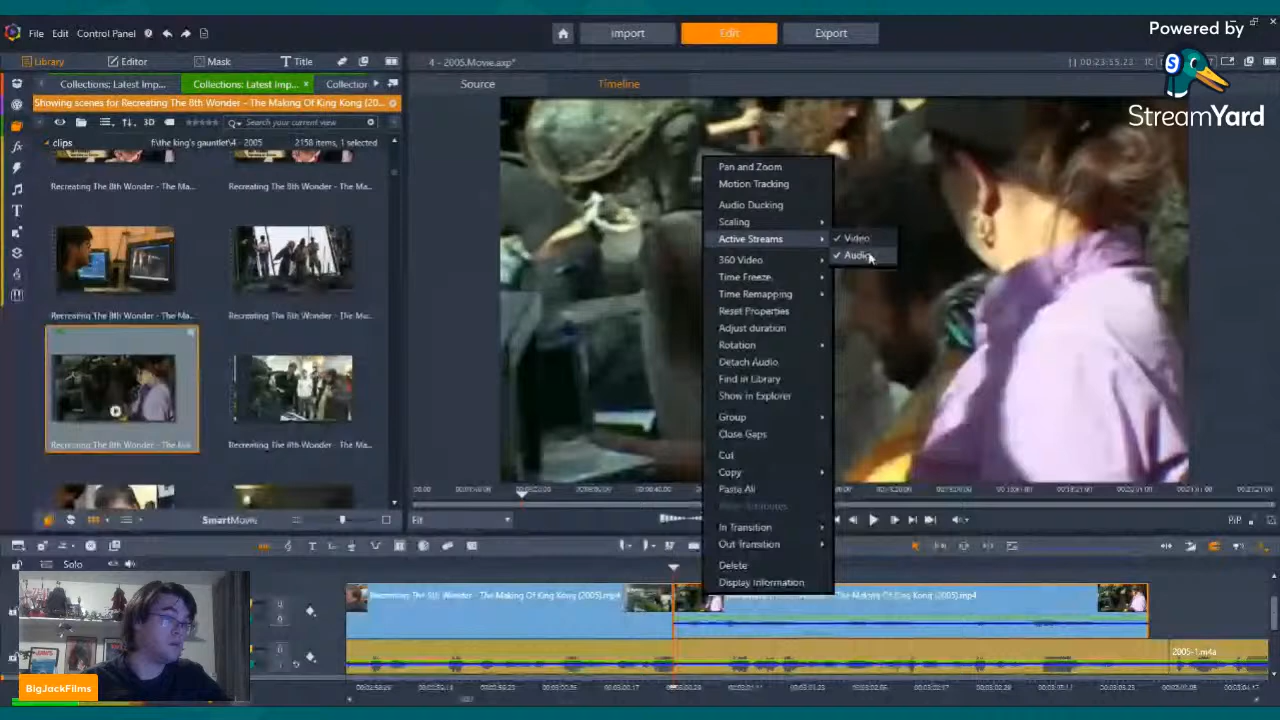 File Edit Control Panel
Import
Edit
Export
Powered by
StreamYard
Library
Editor
Mask
Title
4 - 2005.Movie.axp*
00:23:55.23
Collections: Latest Imp...
Collections: Latest Imp...
Collection
Source
Timeline
Showing scenes for Recreating The 8th Wonder - The Making Of King Kong (20...
3D
Search your current view
clips
f:\the king's gauntlet\4 - 2005
2158 items, 1 selected
Recreating The 8th Wonder - The Ma...
Recreating The 8th Wonder - The Ma...
Recreating The 8th Wonder - The Ma...
Recreating The 8th Wonder - The Ma...
Recreating The 8th Wonder - The Ma...
Recreating The 8th Wonder - The Ma...
Pan and Zoom
Motion Tracking
Audio Ducking
Scaling
Active Streams
Video
Audio
360 Video
Time Freeze
Time Remapping
Reset Properties
Adjust duration
Rotation
Detach Audio
Find in Library
Show in Explorer
Group
Close Gaps
Cut
Copy
Paste All
In Transition
Out Transition
Delete
Display Information
SmartMovie
Fit
PiP
Solo
Recreating The 8th Wonder - The Making Of King Kong (2005).mp4
The Making Of King Kong (2005).mp4
2005-1.m4a
BigJackFilms